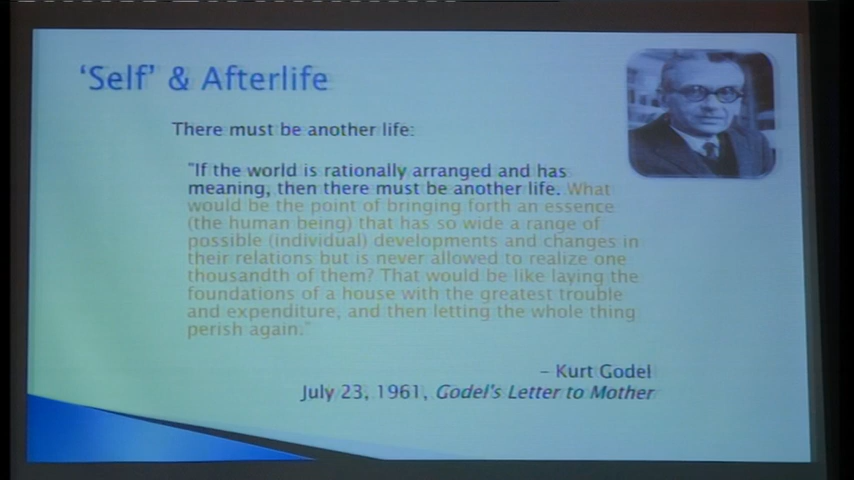 ‘Self’ & Afterlife
There must be another life:
"If the world is rationally arranged and has
meaning, then there must be another life. What
would be the point of bringing forth an essence
(the human being) that has so wide a range of
possible (individual) developments and changes in
their relations but is never allowed to realize one
thousandth of them? That would be like laying the
foundations of a house with the greatest trouble
and expenditure, and then letting the whole thing
perish again."
– Kurt Godel
July 23, 1961, Godel's Letter to Mother